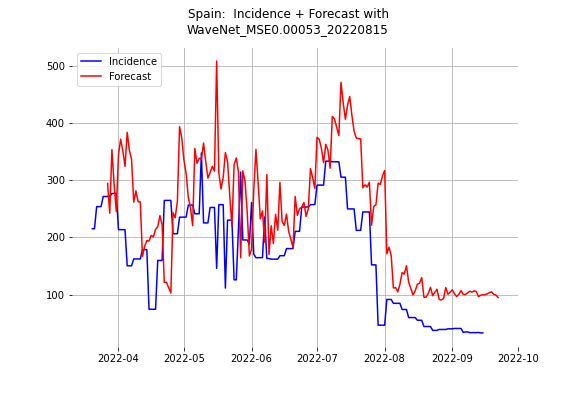 Spain:  Incidence + Forecast with
WaveNet_MSE0.00053_20220815
Incidence
Forecast
500
400
300
200
100
2022-04 2022-05 2022-06 2022-07 2022-08 2022-09 2022-10